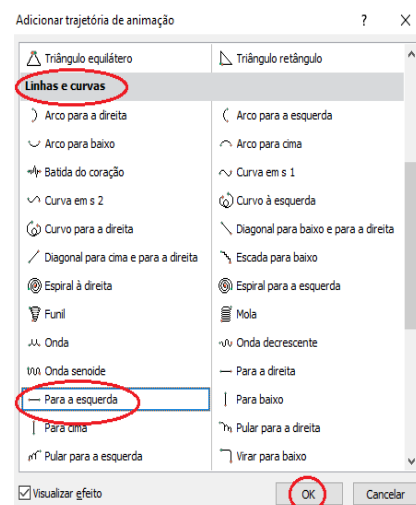 Adicionar trajetória de animação ? X
Triângulo equilátero Triângulo retângulo
Linhas e curvas
Arco para a direita Arco para a esquerda
Arco para baixo Arco para cima
Batida do coração Curva em s 1
Curva em s 2 Curvo à esquerda
Curvo para a direita Diagonal para baixo e para a direita
Diagonal para cima e para a direita Escada para baixo
Espiral à direita Espiral para a esquerda
Funil Mola
Onda Onda decrescente
Onda senoide Para a direita
Para a esquerda Para baixo
Para cima Pular para a direita
Pular para a esquerda Virar para baixo
Visualizar efeito OK Cancelar